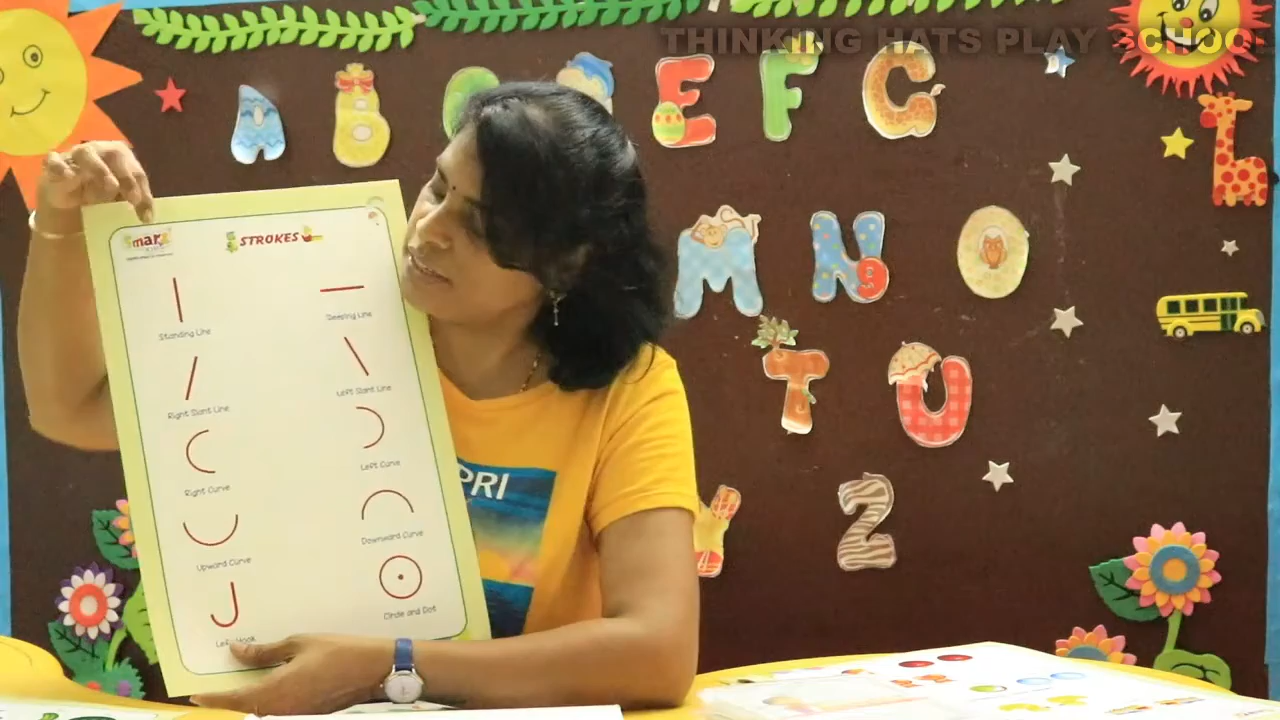 THINKING HATS PLAY SCHOOL
A B E F G
M N O
T U
Z
Smart
STROKES
Standing Line
Sleeping Line
Right Slant Line
Left Slant Line
Right Curve
Left Curve
Upward Curve
Downward Curve
Left Hook
Circle and Dot
PRI